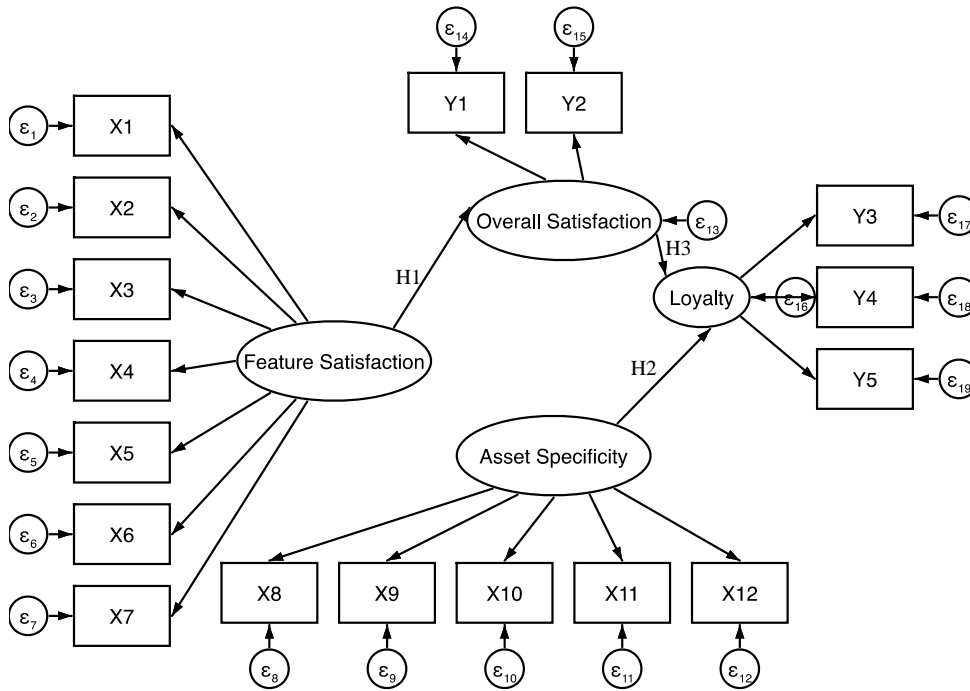 ε14
ε15
Y1
Y2
ε1
X1
ε2
X2
Overall Satisfaction
ε13
Y3
ε17
ε3
X3
H1
H3
Loyalty
ε16
Y4
ε18
ε4
X4
Feature Satisfaction
H2
Y5
ε19
ε5
X5
Asset Specificity
ε6
X6
ε7
X7
X8
X9
X10
X11
X12
ε8
ε9
ε10
ε11
ε12